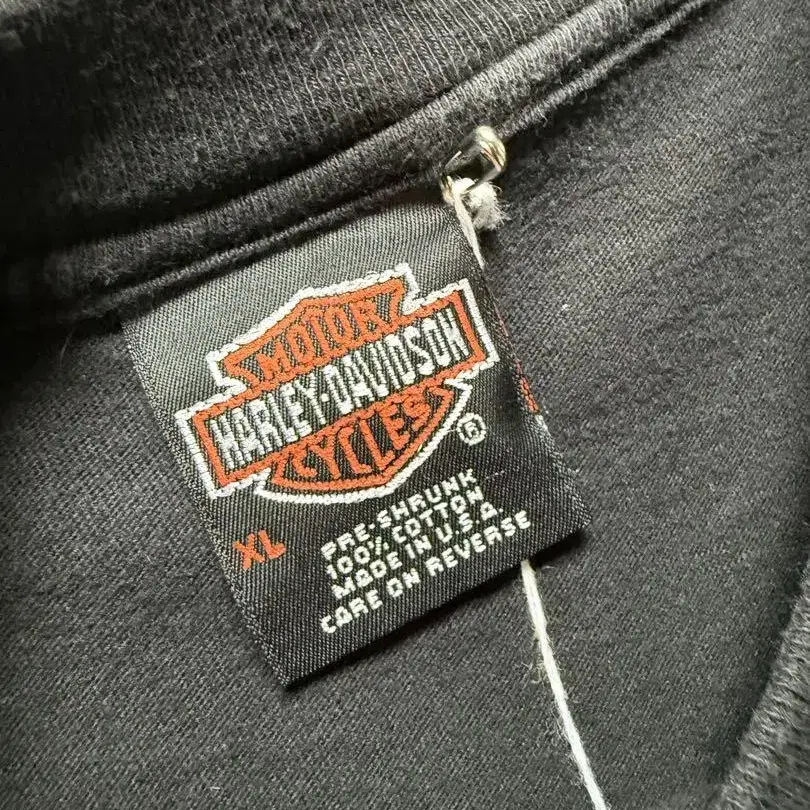 MOTOR
HARLEY-DAVIDSON
CYCLES
®
XL
PRE-SHRUNK
100% COTTON
MADE IN U.S.A.
CARE ON REVERSE